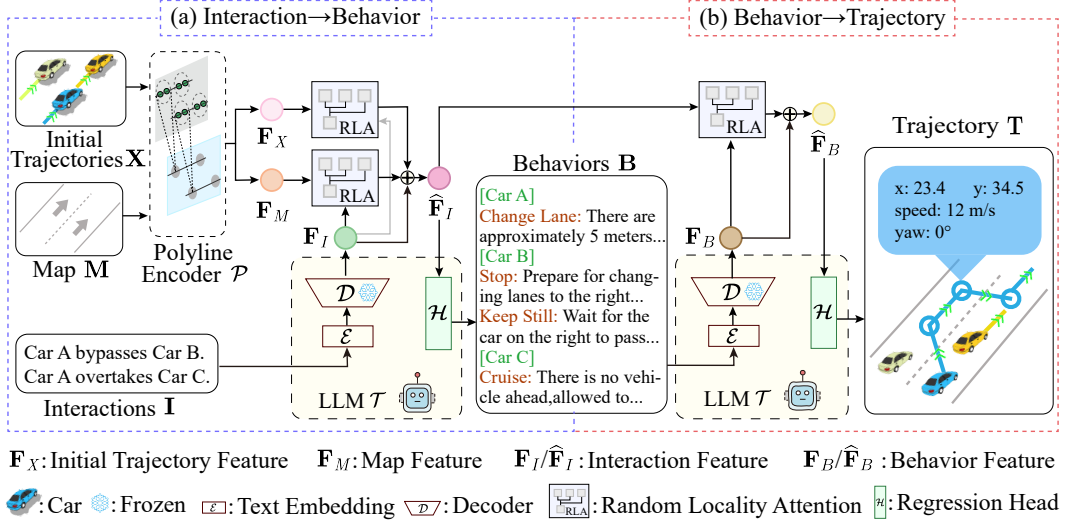 (a) Interaction→Behavior
(b) Behavior→Trajectory
Initial
Trajectories X
Map M
Polyline
Encoder P
F_X
F_M
RLA
RLA
F_I
F̂_I
D
E
H
LLM T
Car A bypasses Car B.
Car A overtakes Car C.
Interactions I
Behaviors B
[Car A]
Change Lane: There are
approximately 5 meters...
[Car B]
Stop: Prepare for chang-
ing lanes to the right...
Keep Still: Wait for the
car on the right to pass...
[Car C]
Cruise: There is no vehi-
cle ahead,allowed to...
RLA
F_B
F̂_B
D
E
H
LLM T
Trajectory T
x: 23.4 y: 34.5
speed: 12 m/s
yaw: 0°
F_X: Initial Trajectory Feature F_M: Map Feature F_I/F̂_I: Interaction Feature F_B/F̂_B: Behavior Feature
:Car :Frozen E :Text Embedding D :Decoder RLA :Random Locality Attention H :Regression Head